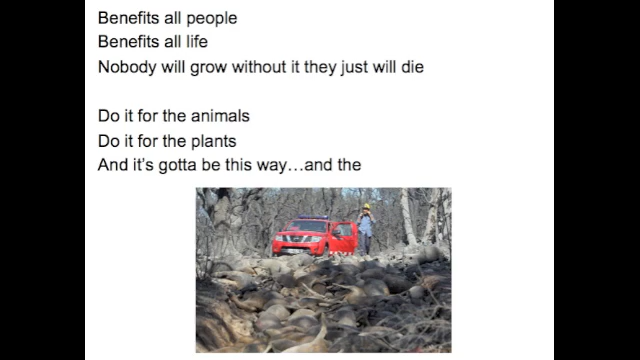 Benefits all people
Benefits all life
Nobody will grow without it they just will die
Do it for the animals
Do it for the plants
And it’s gotta be this way…and the